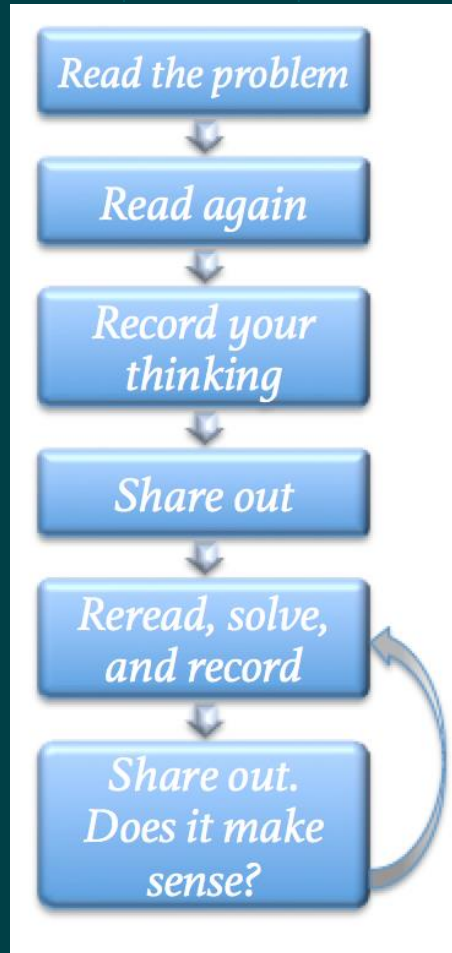 Read the problem
Read again
Record your
thinking
Share out
Reread, solve,
and record
Share out.
Does it make
sense?